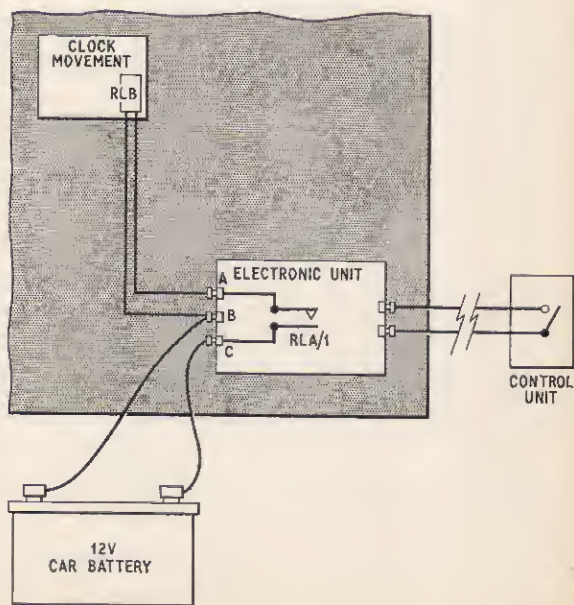 CLOCK
MOVEMENT
RLB
A
ELECTRONIC UNIT
B
RLA/1
C
CONTROL
UNIT
12V
CAR BATTERY